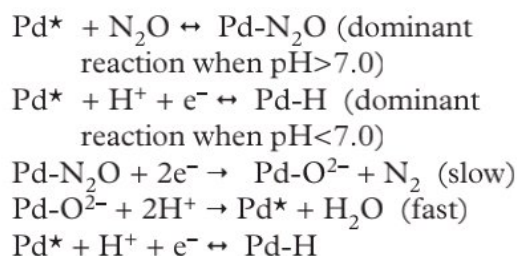 Pd* + N₂O ↔ Pd-N₂O (dominant
reaction when pH>7.0)
Pd* + H⁺ + e⁻ ↔ Pd-H (dominant
reaction when pH<7.0)
Pd-N₂O + 2e⁻ → Pd-O²⁻ + N₂ (slow)
Pd-O²⁻ + 2H⁺ → Pd* + H₂O (fast)
Pd* + H⁺ + e⁻ ↔ Pd-H